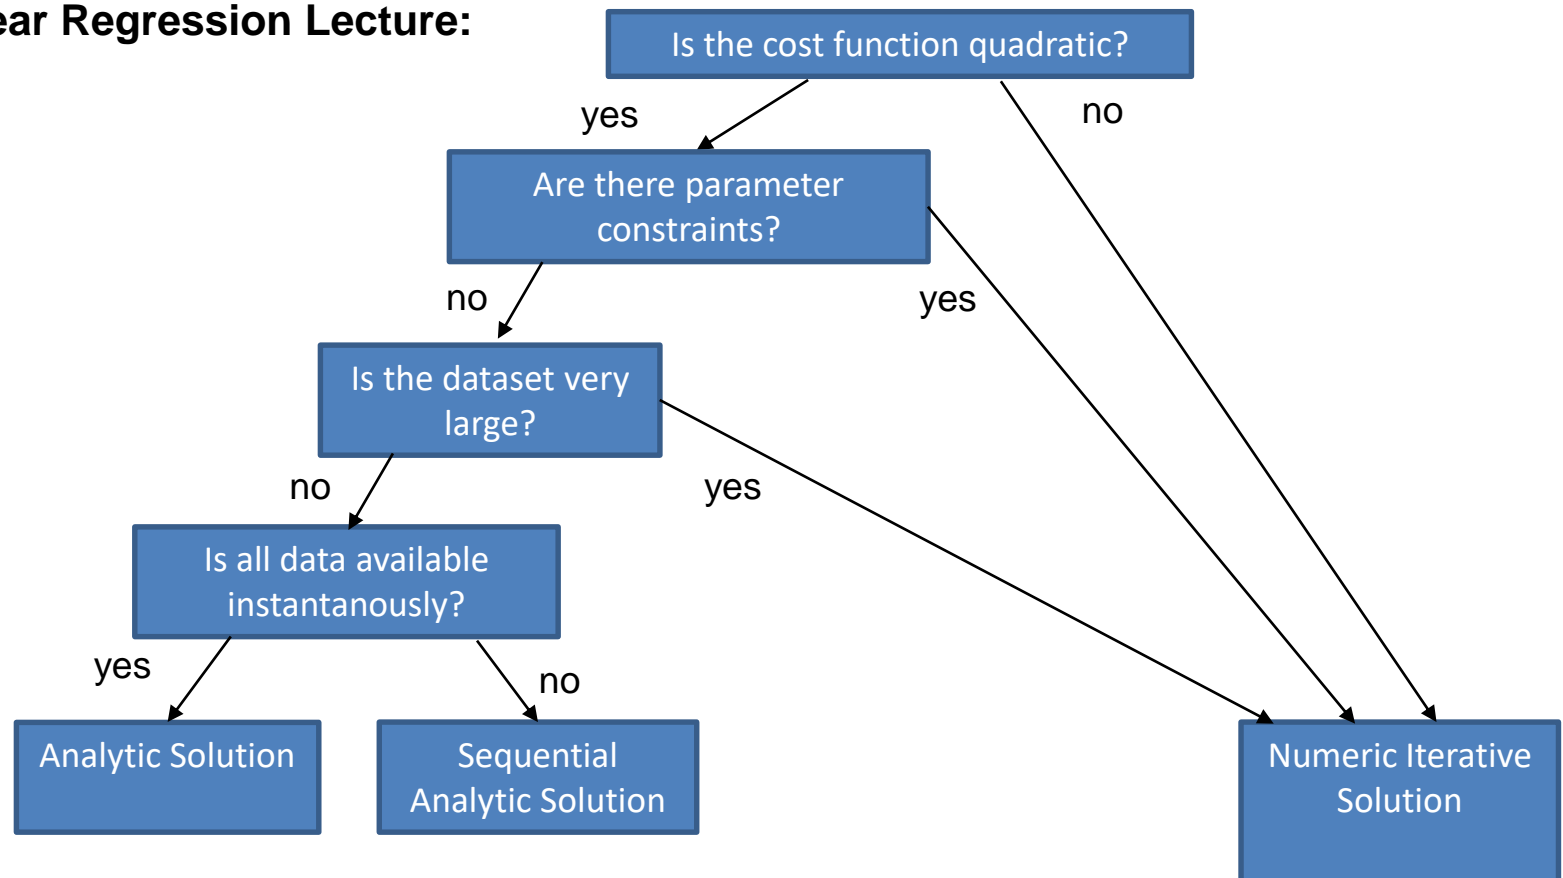 ear Regression Lecture:
Is the cost function quadratic?
yes
no
Are there parameter
constraints?
no
yes
Is the dataset very
large?
no
yes
Is all data available
instantanously?
yes
no
Analytic Solution
Sequential
Analytic Solution
Numeric Iterative
Solution